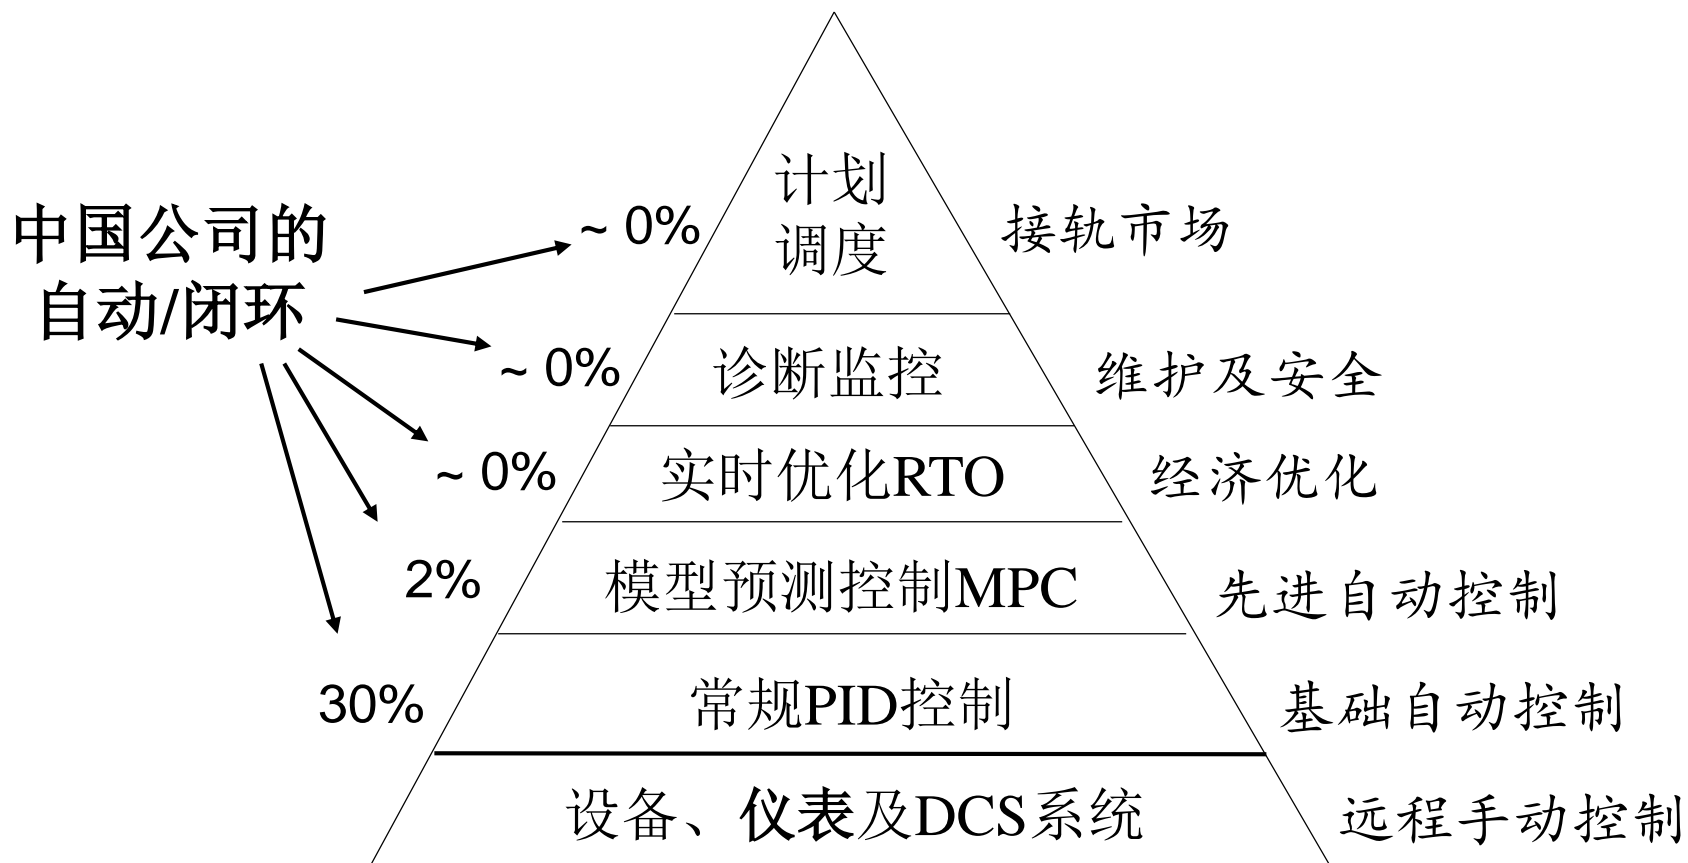 计划
调度
~ 0%
接轨市场
中国公司的
自动/闭环
~ 0%
诊断监控
维护及安全
~ 0%
实时优化RTO
经济优化
2%
模型预测控制MPC
先进自动控制
30%
常规PID控制
基础自动控制
设备、仪表及DCS系统
远程手动控制